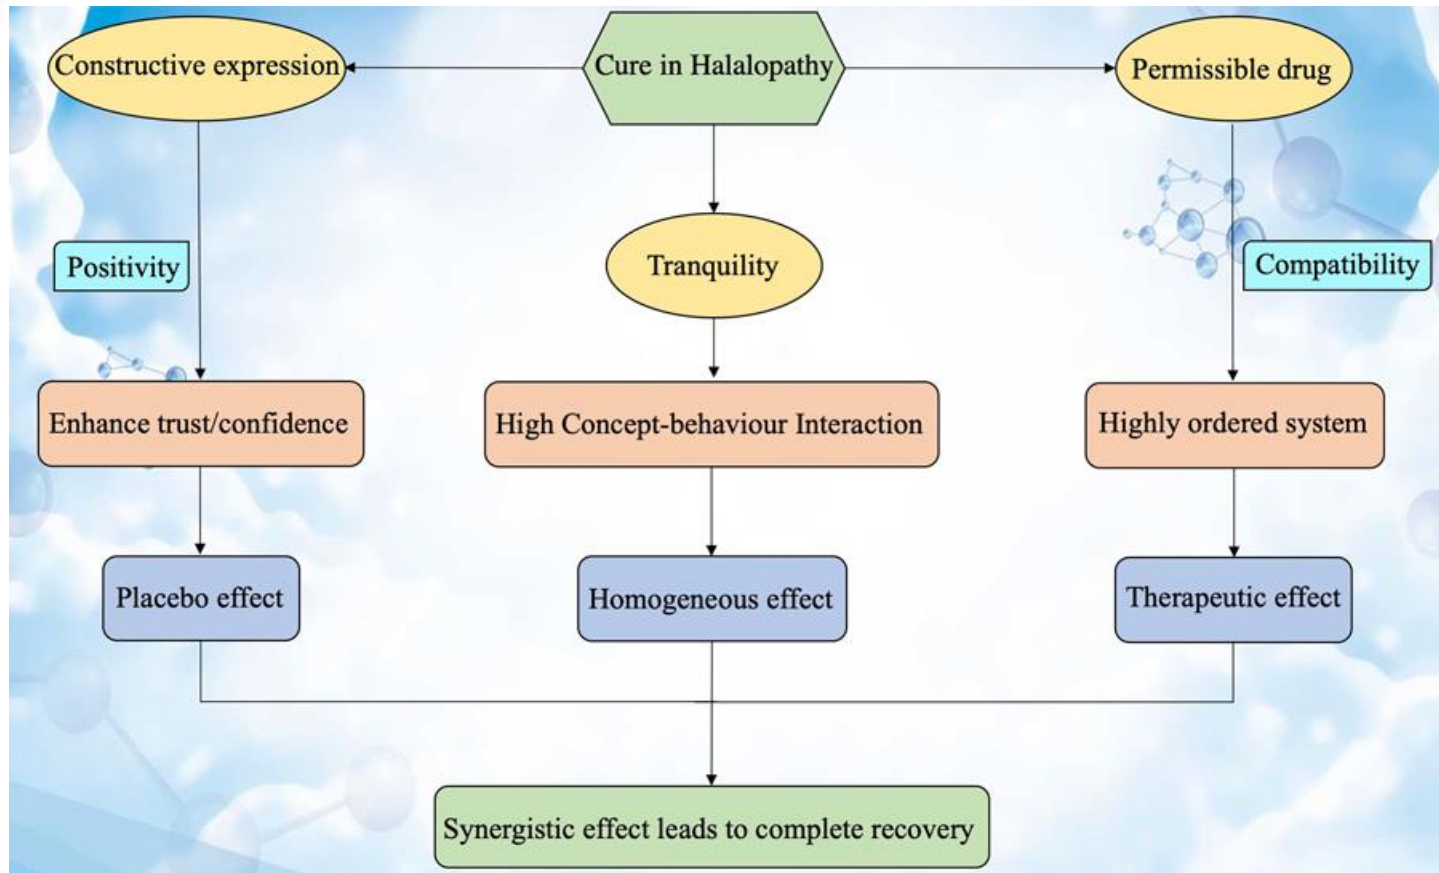 Constructive expression
Cure in Halalopathy
Permissible drug
Positivity
Tranquility
Compatibility
Enhance trust/confidence
High Concept-behaviour Interaction
Highly ordered system
Placebo effect
Homogeneous effect
Therapeutic effect
Synergistic effect leads to complete recovery